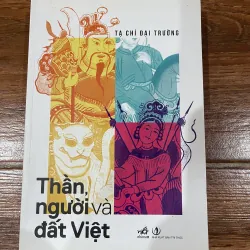 TẠ CHÍ ĐẠI TRƯỜNG
Thần,
người và
đất Việt